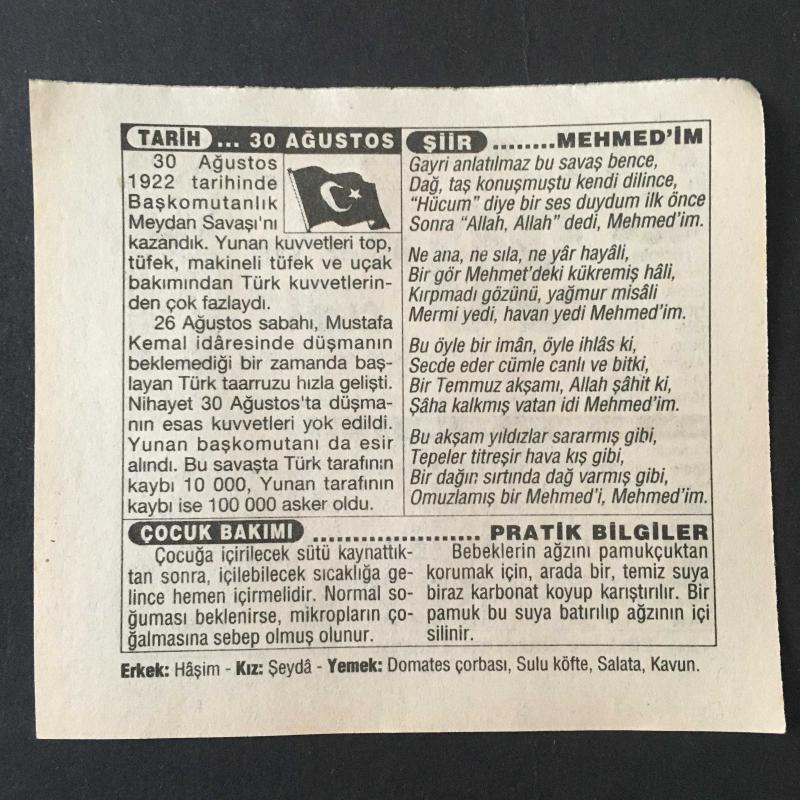 TARİH ... 30 AĞUSTOS
30 Ağustos
1922 tarihinde
Başkomutanlık
Meydan Savaşı'nı
kazandık. Yunan kuvvetleri top,
tüfek, makineli tüfek ve uçak
bakımından Türk kuvvetlerin-
den çok fazlaydı.
26 Ağustos sabahı, Mustafa
Kemal idâresinde düşmanın
beklemediği bir zamanda baş-
layan Türk taarruzu hızla gelişti.
Nihayet 30 Ağustos'ta düşma-
nın esas kuvvetleri yok edildi.
Yunan başkomutanı da esir
alındı. Bu savaşta Türk tarafının
kaybı 10 000, Yunan tarafının
kaybı ise 100 000 asker oldu.
ŞİİR ........MEHMED'İM
Gayri anlatılmaz bu savaş bence,
Dağ, taş konuşmuştu kendi dilince,
“Hücum” diye bir ses duydum ilk önce
Sonra “Allah, Allah” dedi, Mehmed'im.
Ne ana, ne sıla, ne yâr hayâli,
Bir gör Mehmet'deki kükremiş hâli,
Kırpmadı gözünü, yağmur misâli
Mermi yedi, havan yedi Mehmed'im.
Bu öyle bir imân, öyle ihlâs ki,
Secde eder cümle canlı ve bitki,
Bir Temmuz akşamı, Allah şâhit ki,
Şâha kalkmış vatan idi Mehmed'im.
Bu akşam yıldızlar sararmış gibi,
Tepeler titreşir hava kış gibi,
Bir dağın sırtında dağ varmış gibi,
Omuzlamış bir Mehmed'i, Mehmed'im.
ÇOCUK BAKIMI ...................... PRATİK BİLGİLER
Çocuğa içirilecek sütü kaynattık-
tan sonra, içilebilecek sıcaklığa ge-
lince hemen içirmelidir. Normal so-
ğuması beklenirse, mikropların ço-
ğalmasına sebep olmuş olunur.
Bebeklerin ağzını pamukçuktan
korumak için, arada bir, temiz suya
biraz karbonat koyup karıştırılır. Bir
pamuk bu suya batırılıp ağzının içi
silinir.
Erkek: Hâşim - Kız: Şeydâ - Yemek: Domates çorbası, Sulu köfte, Salata, Kavun.